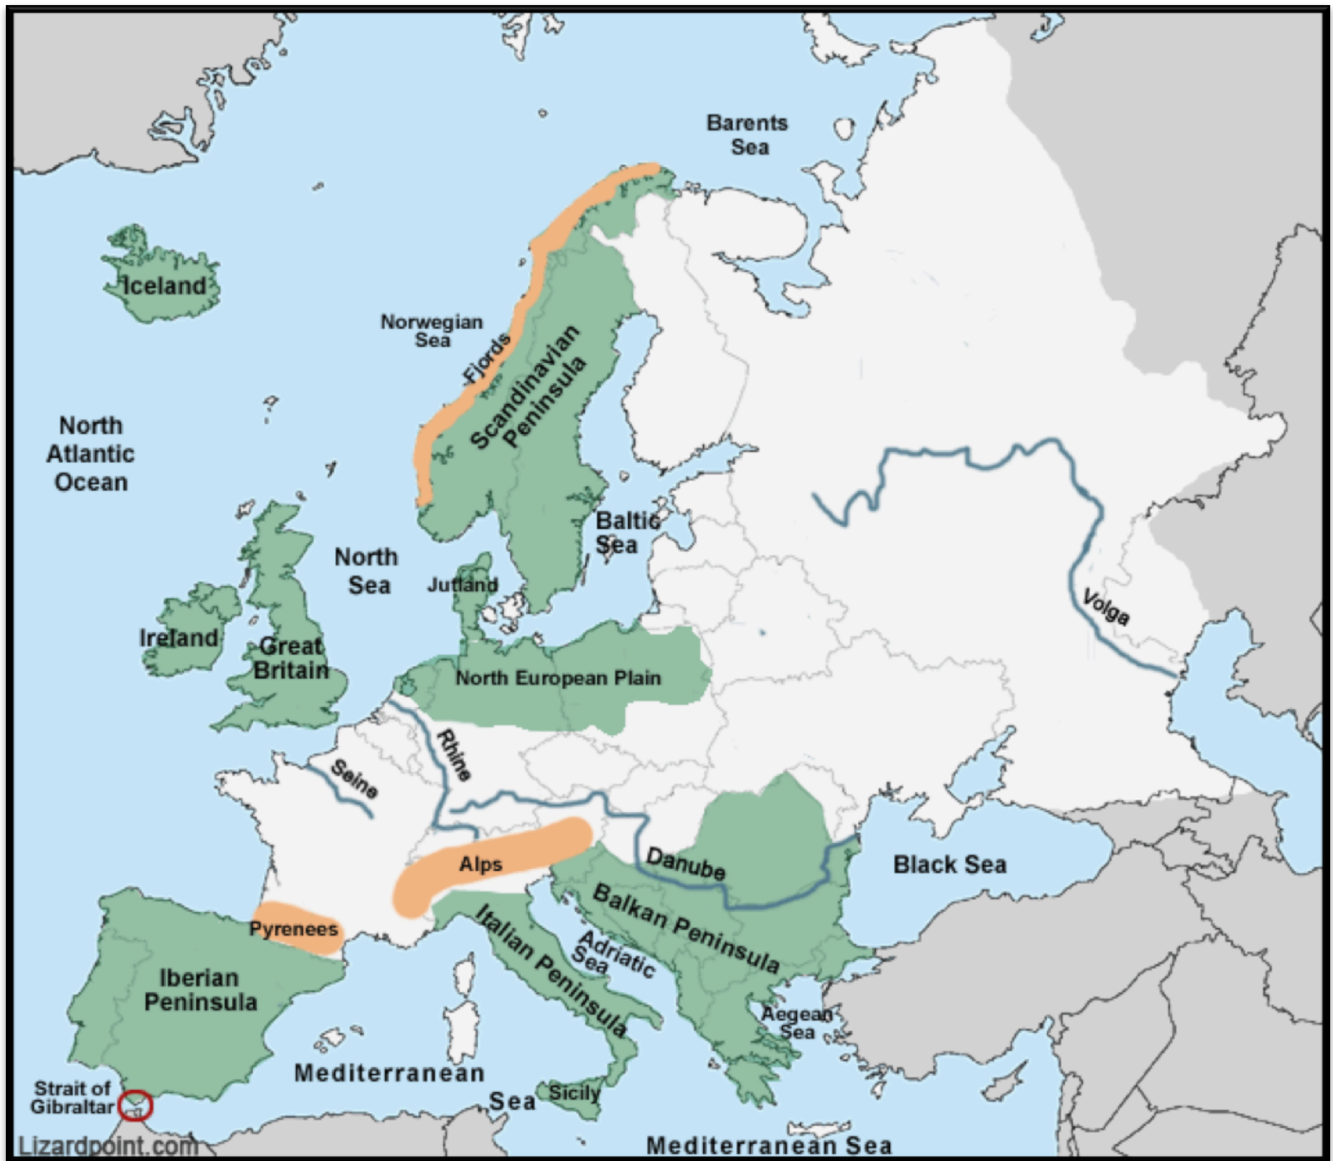 Barents
Sea
Iceland
Norwegian
Sea
Fjords
Scandinavian
Peninsula
North
Atlantic
Ocean
Baltic
Sea
North
Sea
Jutland
Volga
Ireland
Great
Britain
North European Plain
Rhine
Seine
Alps
Danube
Black Sea
Pyrenees
Balkan Peninsula
Italian Peninsula
Adriatic
Sea
Iberian
Peninsula
Aegean
Sea
Mediterranean
Sea
Sicily
Strait of
Gibraltar
Lizardpoint.com
Mediterranean Sea